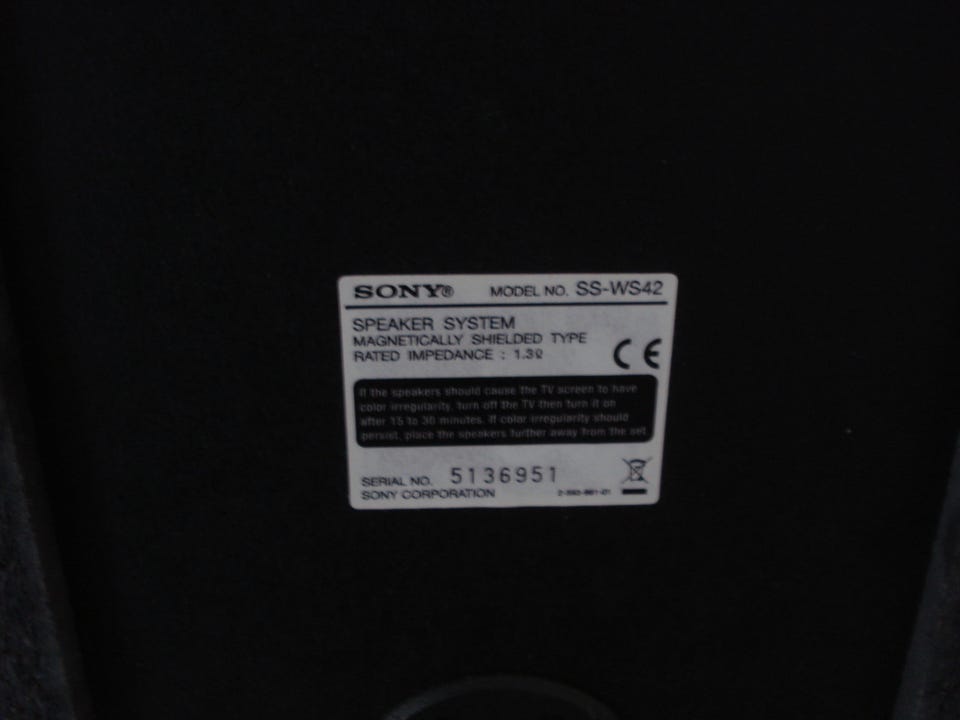 SONY® MODEL NO. SS-WS42
SPEAKER SYSTEM
MAGNETICALLY SHIELDED TYPE
RATED IMPEDANCE : 1.3Ω
CE
If the speakers should cause the TV screen to have
color irregularity, turn off the TV then turn it on
after 15 to 30 minutes. If color irregularity should
persist, place the speakers further away from the set.
SERIAL NO. 5136951
SONY CORPORATION